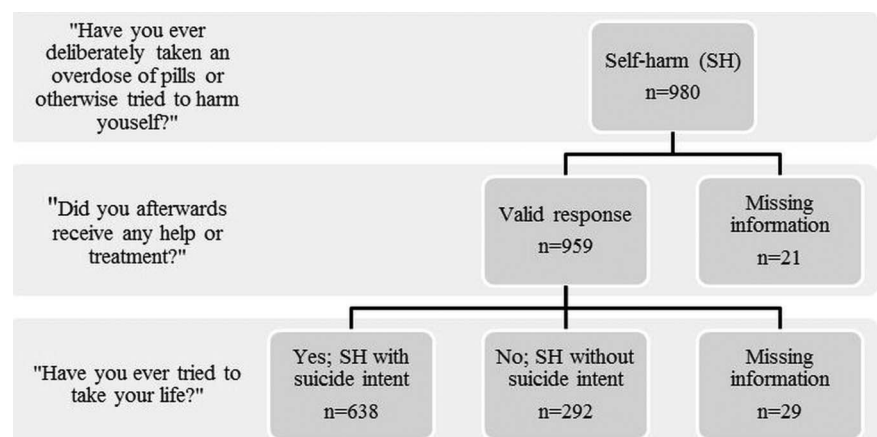 "Have you ever
deliberately taken an
overdose of pills or
otherwise tried to harm
youself?"
Self-harm (SH)
n=980
"Did you afterwards
receive any help or
treatment?"
Valid response
n=959
Missing
information
n=21
"Have you ever tried to
take your life?"
Yes; SH with
suicide intent
n=638
No; SH without
suicide intent
n=292
Missing
information
n=29